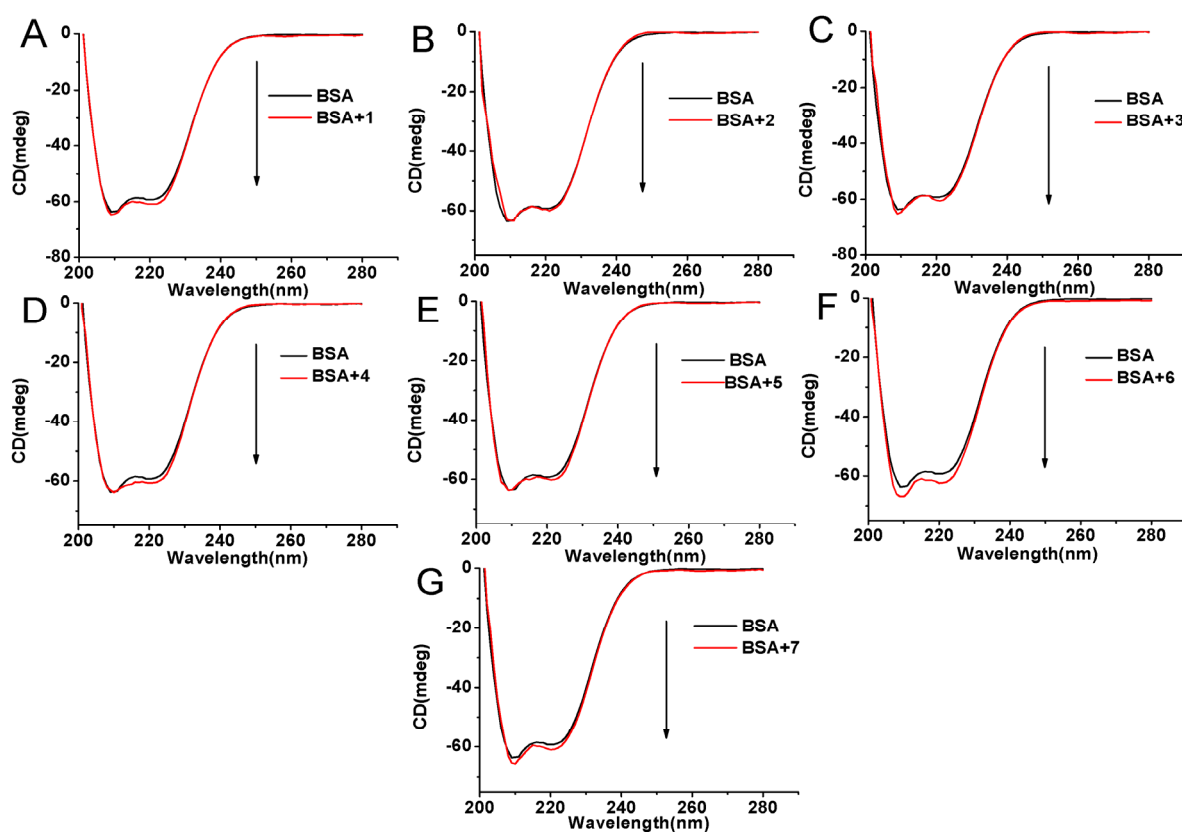 A
0
-20
-40
-60
-80
CD(mdeg)
BSA
BSA+1
200 220 240 260 280
Wavelength(nm)
B
0
-20
-40
-60
CD(medg)
BSA
BSA+2
200 220 240 260 280
Wavelength(nm)
C
0
-20
-40
-60
-80
CD(medg)
BSA
BSA+3
200 220 240 260 280
Wavelength(nm)
D
0
-20
-40
-60
CD(mdeg)
BSA
BSA+4
200 220 240 260 280
Wavelength(nm)
E
0
-20
-40
-60
CD(mdeg)
BSA
BSA+5
200 220 240 260 280
Wavelength(nm)
F
0
-20
-40
-60
CD(mdeg)
BSA
BSA+6
200 220 240 260 280
Wavelength(nm)
G
0
-20
-40
-60
CD(mdeg)
BSA
BSA+7
200 220 240 260 280
Wavelength(nm)